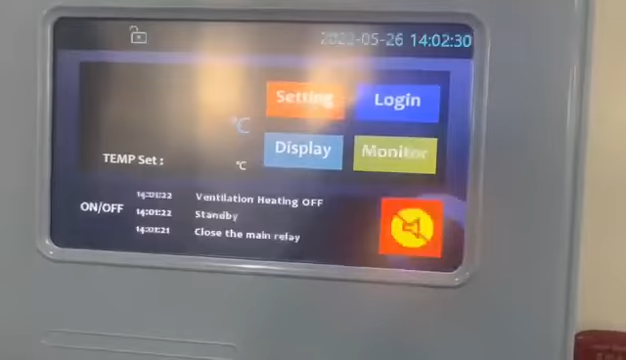 2022-05-26 14:02:30
Setting
Login
°C
Display
Monitor
TEMP Set :
°C
14:01:22 Ventilation Heating OFF
ON/OFF
14:01:22 Standby
14:01:21 Close the main relay